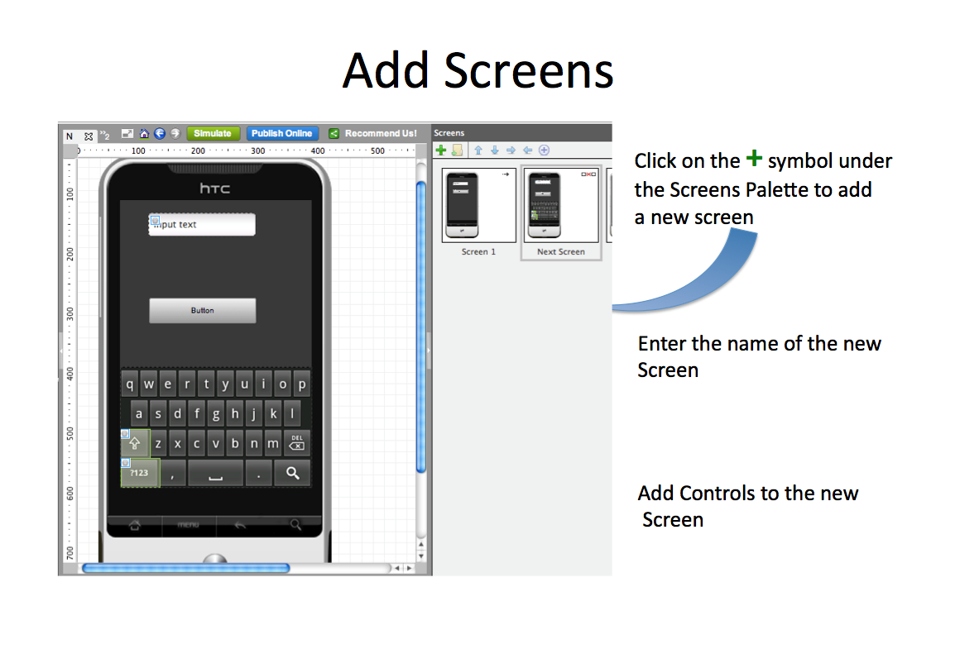 Add Screens
N
»2
Simulate
Publish Online
Recommend Us!
Screens
0 100 200 300 400 500
100
200
300
400
500
600
700
hTC
Input text
Button
q w e r t y u i o p
a s d f g h j k l
z x c v b n m DEL
?123 , .
menu
Screen 1
Next Screen
Click on the + symbol under
the Screens Palette to add
a new screen
Enter the name of the new
Screen
Add Controls to the new
Screen